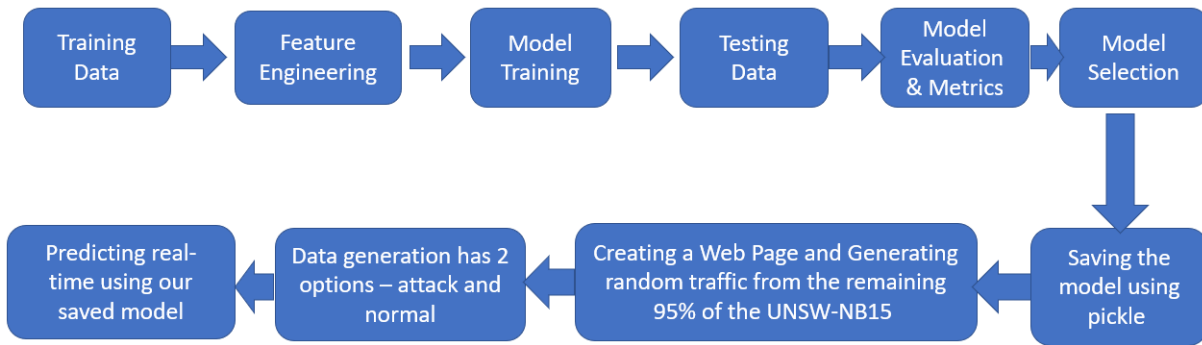 Training
Data
Feature
Engineering
Model
Training
Testing
Data
Model
Evaluation
& Metrics
Model
Selection
Saving the
model using
pickle
Creating a Web Page and Generating
random traffic from the remaining
95% of the UNSW-NB15
Data generation has 2
options – attack and
normal
Predicting real-
time using our
saved model